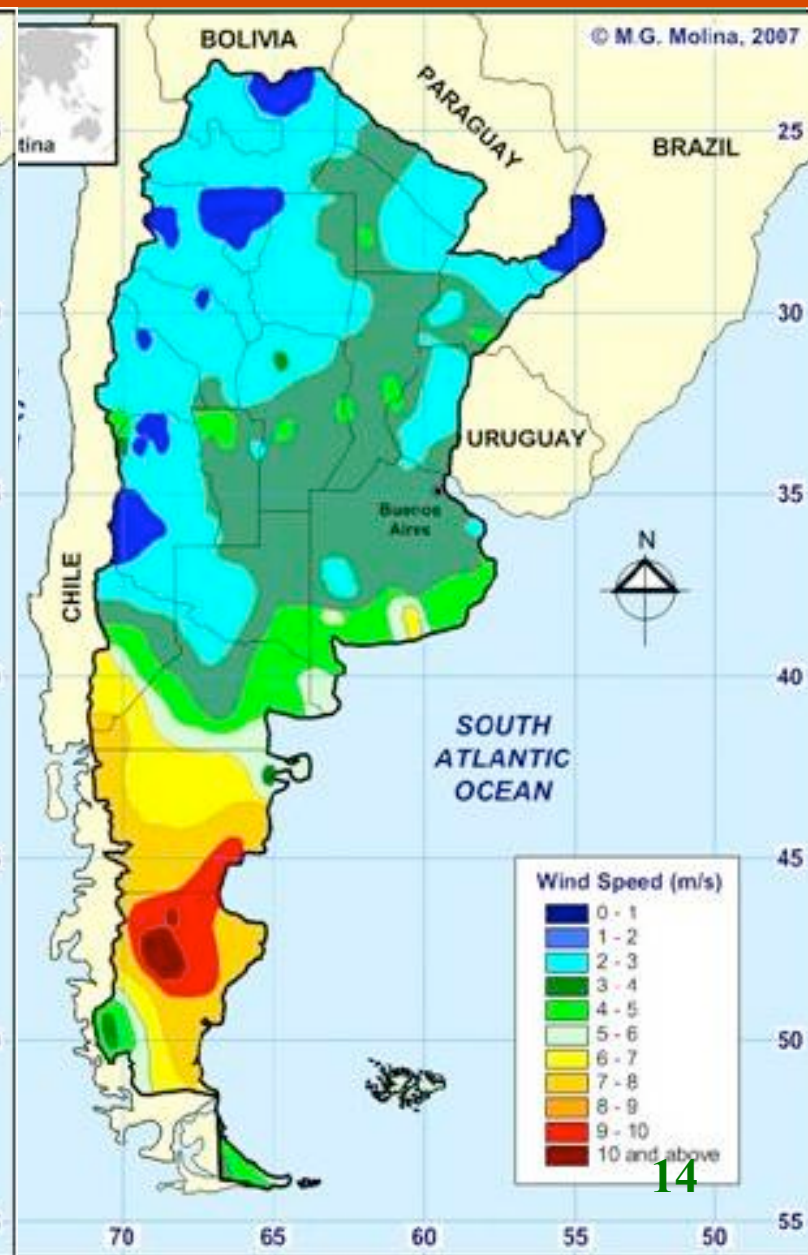 BOLIVIA
© M.G. Molina, 2007
PARAGUAY
tina
25
BRAZIL
30
URUGUAY
35
Buenos
Aires
N
CHILE
40
SOUTH
ATLANTIC
OCEAN
45
Wind Speed (m/s)
0 - 1
1 - 2
2 - 3
3 - 4
4 - 5
5 - 6
6 - 7
7 - 8
8 - 9
9 - 10
10 and above
14
50
55
70 65 60 55 50